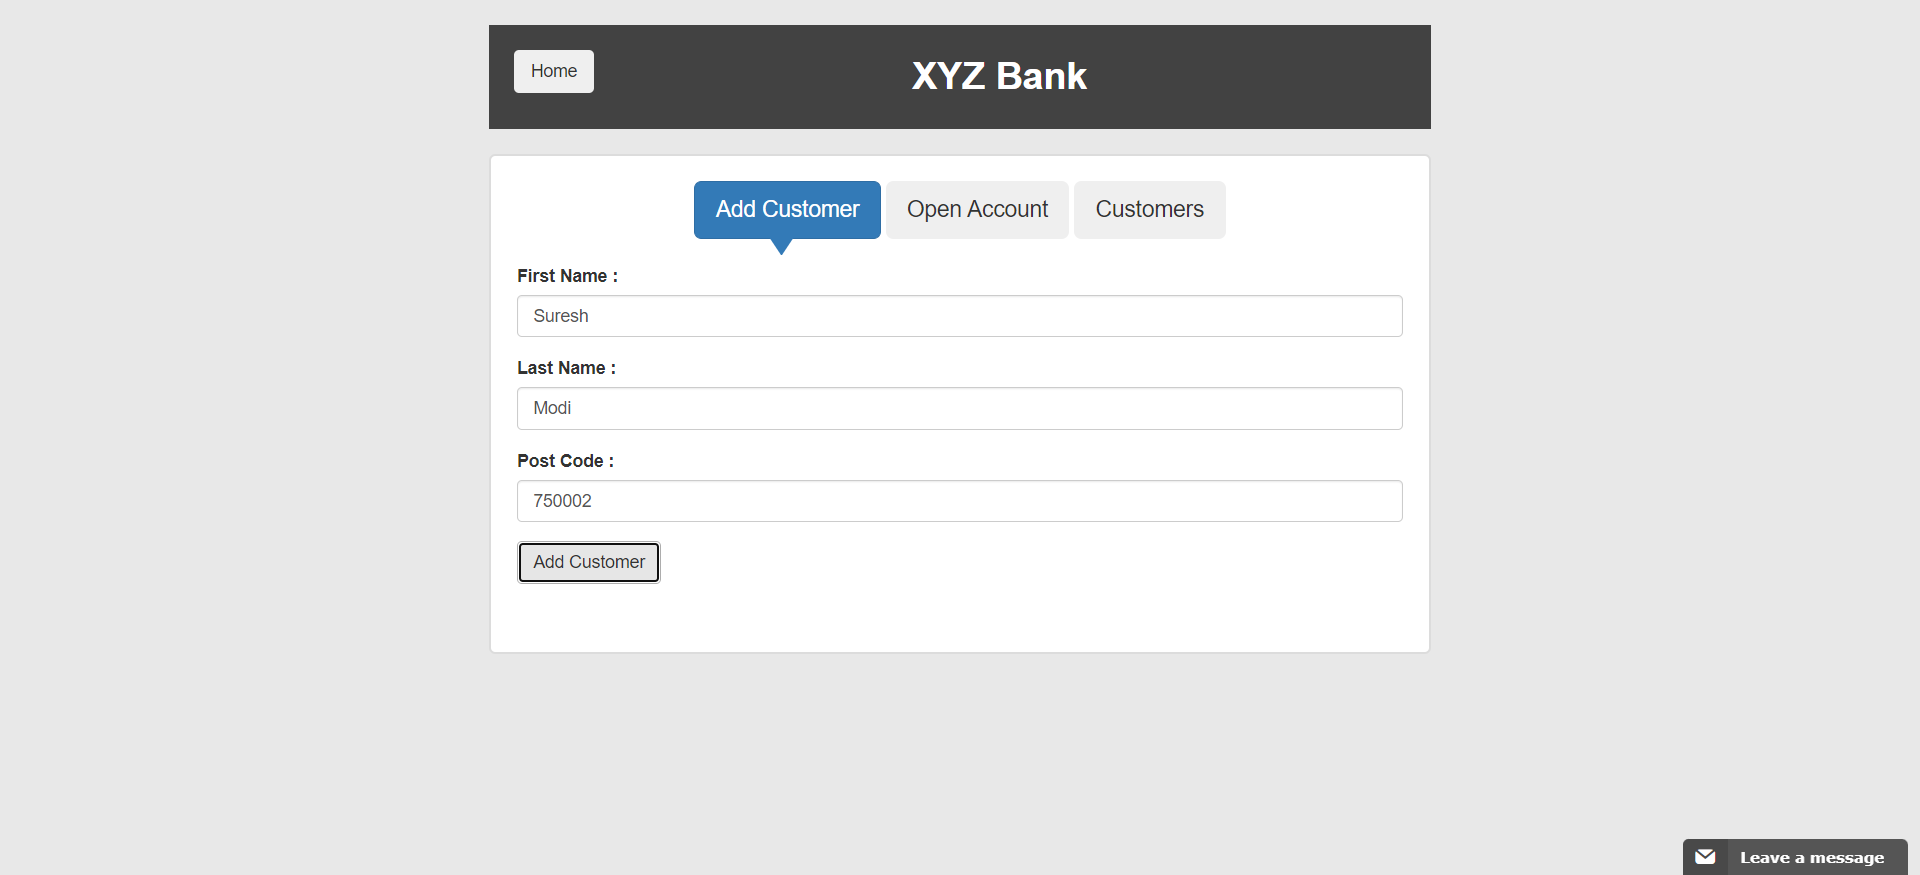 Home
XYZ Bank
Add Customer
Open Account
Customers
First Name :
Suresh
Last Name :
Modi
Post Code :
750002
Add Customer
Leave a message